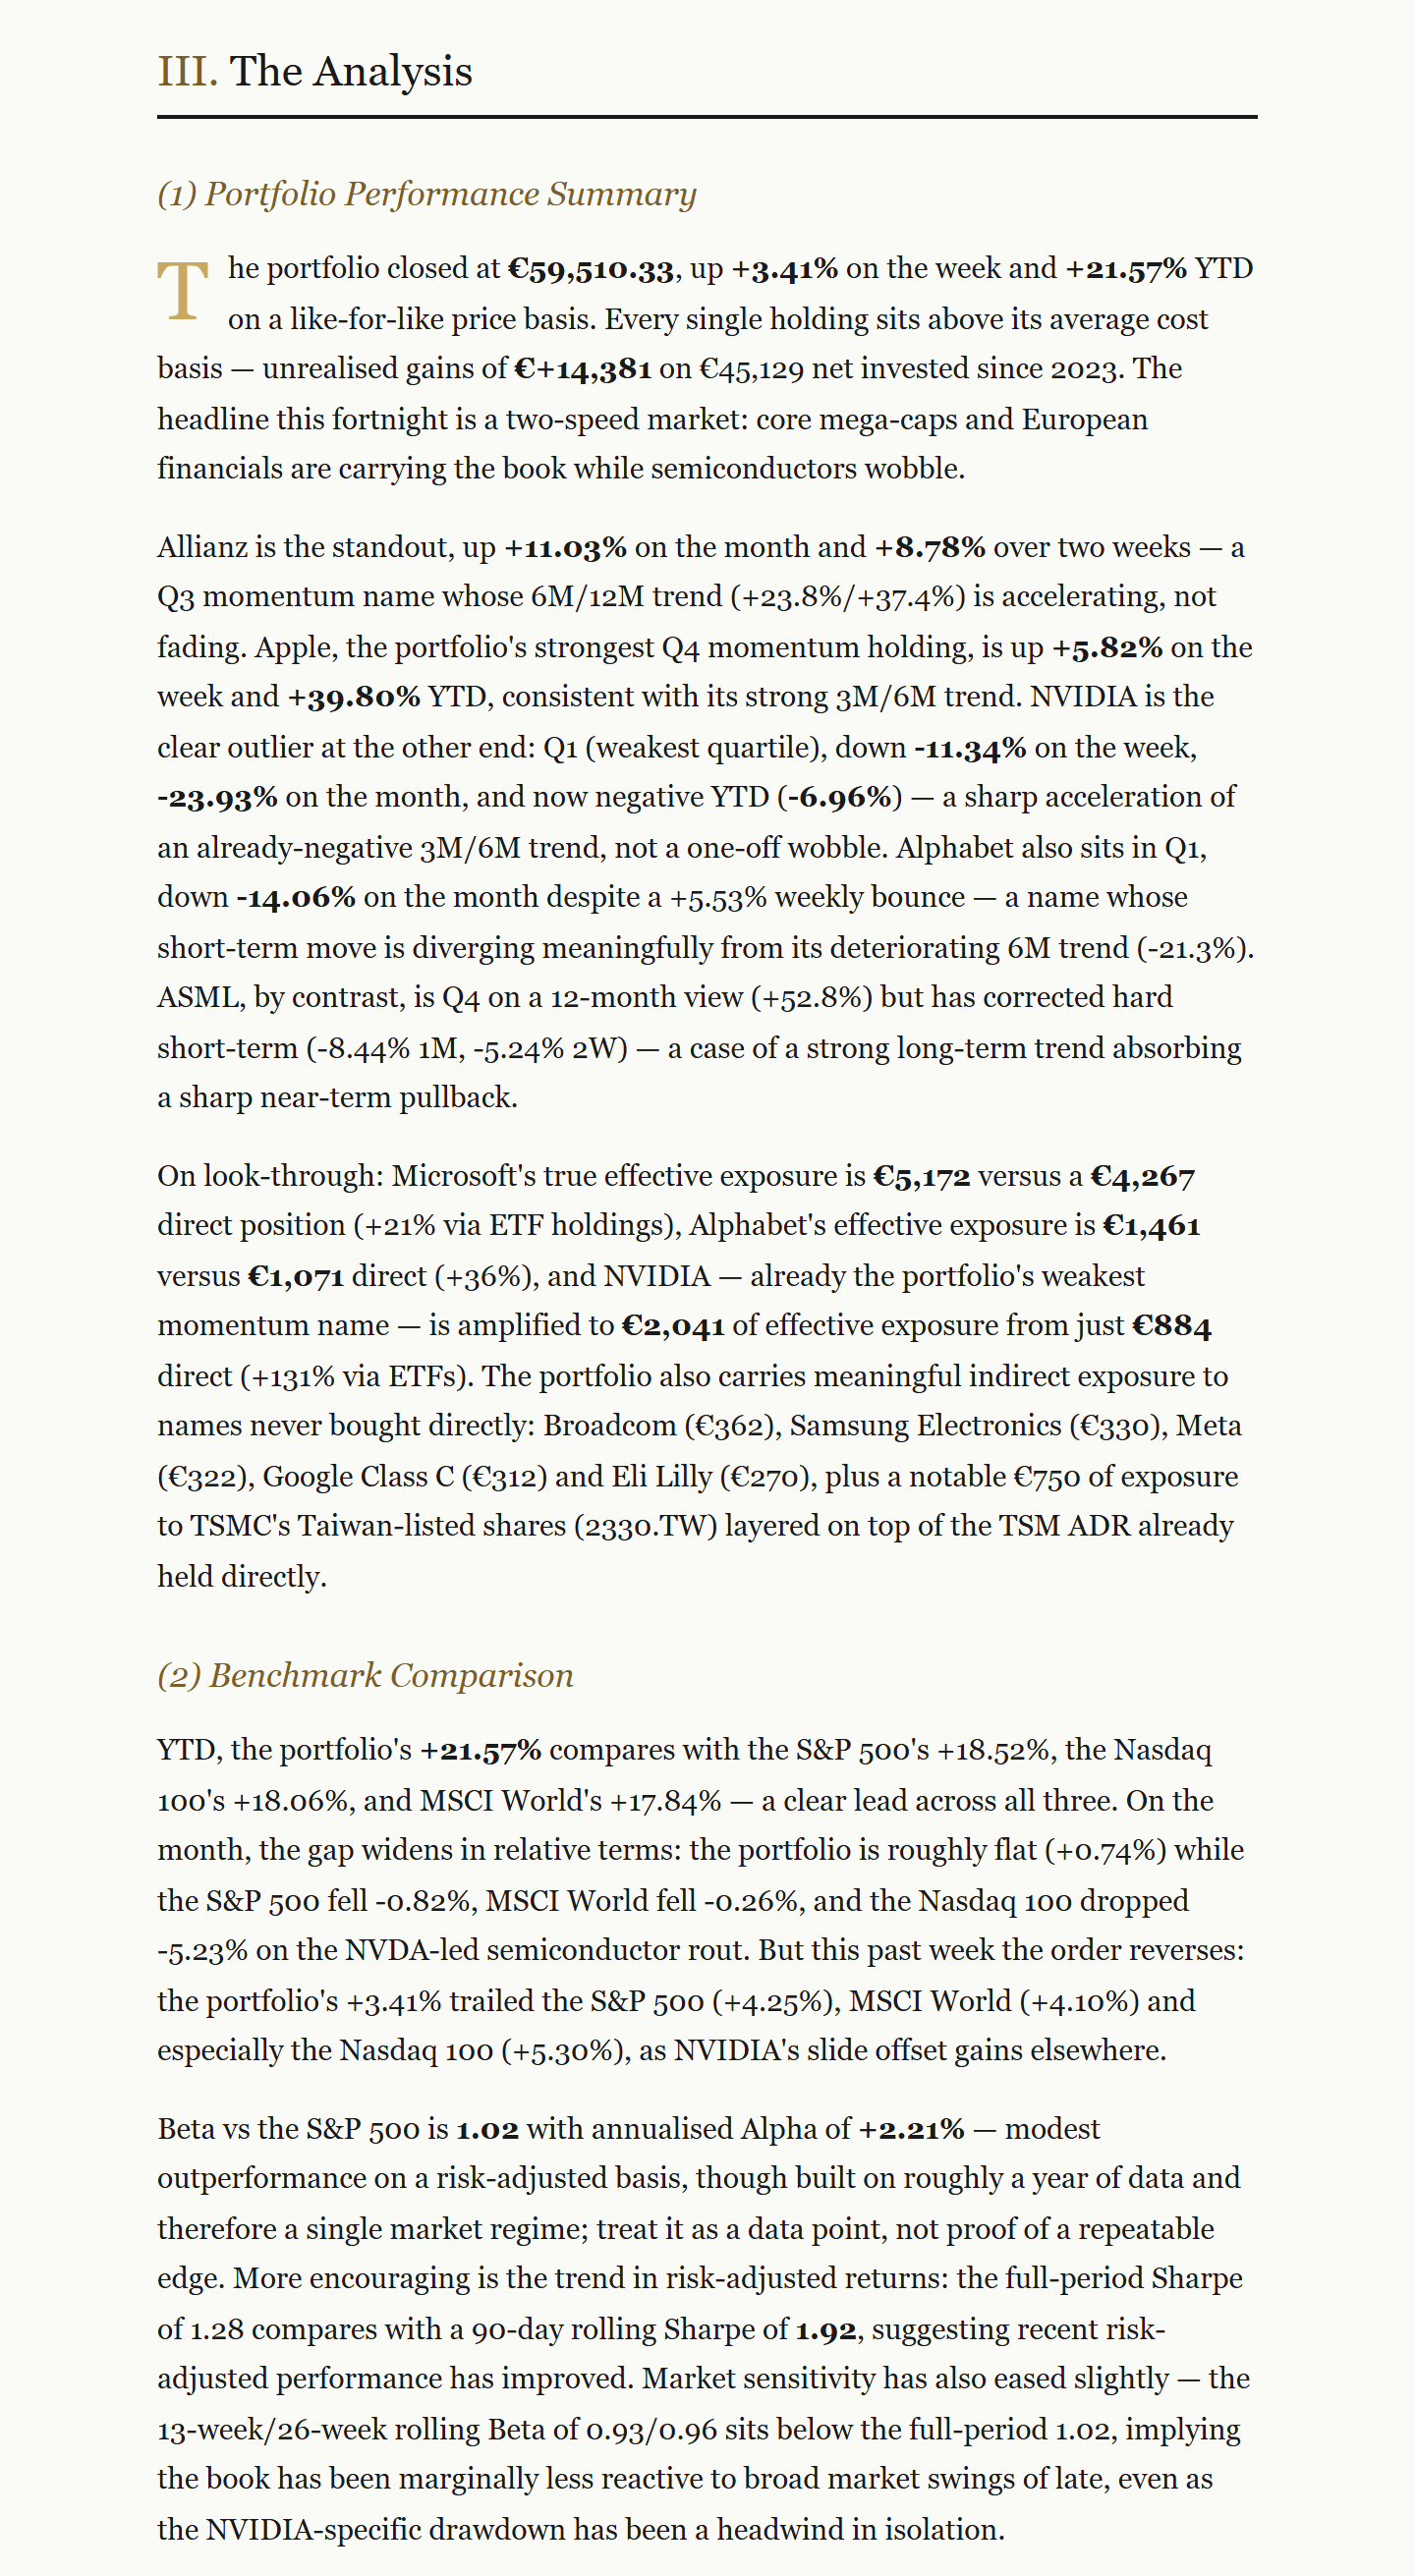 III. The Analysis
(1) Portfolio Performance Summary
The portfolio closed at €59,510.33, up +3.41% on the week and +21.57% YTD
on a like-for-like price basis. Every single holding sits above its average cost
basis — unrealised gains of €+14,381 on €45,129 net invested since 2023. The
headline this fortnight is a two-speed market: core mega-caps and European
financials are carrying the book while semiconductors wobble.
Allianz is the standout, up +11.03% on the month and +8.78% over two weeks — a
Q3 momentum name whose 6M/12M trend (+23.8%/+37.4%) is accelerating, not
fading. Apple, the portfolio's strongest Q4 momentum holding, is up +5.82% on the
week and +39.80% YTD, consistent with its strong 3M/6M trend. NVIDIA is the
clear outlier at the other end: Q1 (weakest quartile), down -11.34% on the week,
-23.93% on the month, and now negative YTD (-6.96%) — a sharp acceleration of
an already-negative 3M/6M trend, not a one-off wobble. Alphabet also sits in Q1,
down -14.06% on the month despite a +5.53% weekly bounce — a name whose
short-term move is diverging meaningfully from its deteriorating 6M trend (-21.3%).
ASML, by contrast, is Q4 on a 12-month view (+52.8%) but has corrected hard
short-term (-8.44% 1M, -5.24% 2W) — a case of a strong long-term trend absorbing
a sharp near-term pullback.
On look-through: Microsoft's true effective exposure is €5,172 versus a €4,267
direct position (+21% via ETF holdings), Alphabet's effective exposure is €1,461
versus €1,071 direct (+36%), and NVIDIA — already the portfolio's weakest
momentum name — is amplified to €2,041 of effective exposure from just €884
direct (+131% via ETFs). The portfolio also carries meaningful indirect exposure to
names never bought directly: Broadcom (€362), Samsung Electronics (€330), Meta
(€322), Google Class C (€312) and Eli Lilly (€270), plus a notable €750 of exposure
to TSMC's Taiwan-listed shares (2330.TW) layered on top of the TSM ADR already
held directly.
(2) Benchmark Comparison
YTD, the portfolio's +21.57% compares with the S&P 500's +18.52%, the Nasdaq
100's +18.06%, and MSCI World's +17.84% — a clear lead across all three. On the
month, the gap widens in relative terms: the portfolio is roughly flat (+0.74%) while
the S&P 500 fell -0.82%, MSCI World fell -0.26%, and the Nasdaq 100 dropped
-5.23% on the NVDA-led semiconductor rout. But this past week the order reverses:
the portfolio's +3.41% trailed the S&P 500 (+4.25%), MSCI World (+4.10%) and
especially the Nasdaq 100 (+5.30%), as NVIDIA's slide offset gains elsewhere.
Beta vs the S&P 500 is 1.02 with annualised Alpha of +2.21% — modest
outperformance on a risk-adjusted basis, though built on roughly a year of data and
therefore a single market regime; treat it as a data point, not proof of a repeatable
edge. More encouraging is the trend in risk-adjusted returns: the full-period Sharpe
of 1.28 compares with a 90-day rolling Sharpe of 1.92, suggesting recent risk-
adjusted performance has improved. Market sensitivity has also eased slightly — the
13-week/26-week rolling Beta of 0.93/0.96 sits below the full-period 1.02, implying
the book has been marginally less reactive to broad market swings of late, even as
the NVIDIA-specific drawdown has been a headwind in isolation.